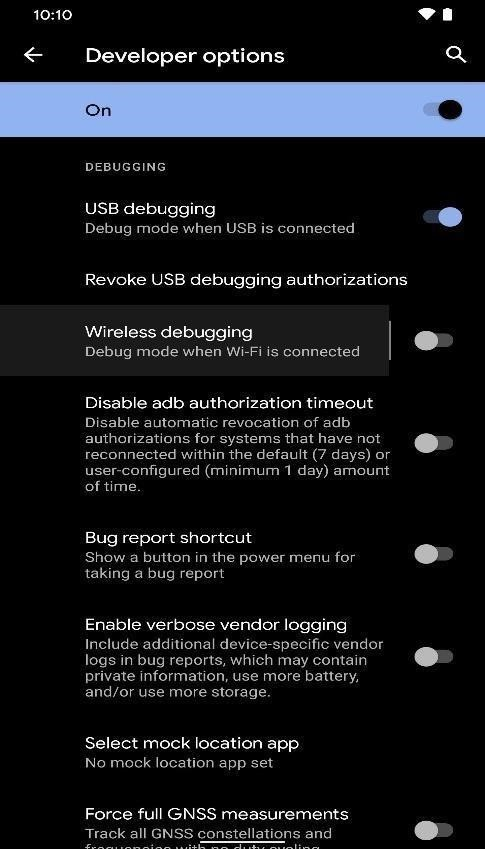 10:10
Developer options
On
DEBUGGING
USB debugging
Debug mode when USB is connected
Revoke USB debugging authorizations
Wireless debugging
Debug mode when Wi-Fi is connected
Disable adb authorization timeout
Disable automatic revocation of adb
authorizations for systems that have not
reconnected within the default (7 days) or
user-configured (minimum 1 day) amount
of time.
Bug report shortcut
Show a button in the power menu for
taking a bug report
Enable verbose vendor logging
Include additional device-specific vendor
logs in bug reports, which may contain
private information, use more battery,
and/or use more storage.
Select mock location app
No mock location app set
Force full GNSS measurements
Track all GNSS constellations and
frequencies with no duty cycling